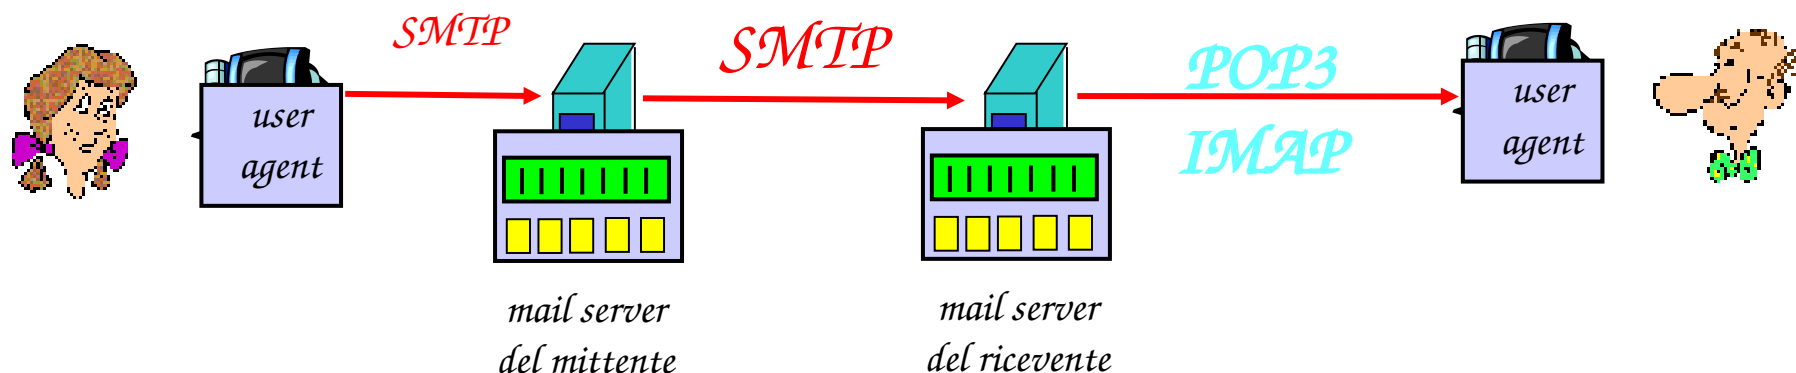 SMTP
SMTP
POP3
IMAP
user
agent
user
agent
mail server
del mittente
mail server
del ricevente